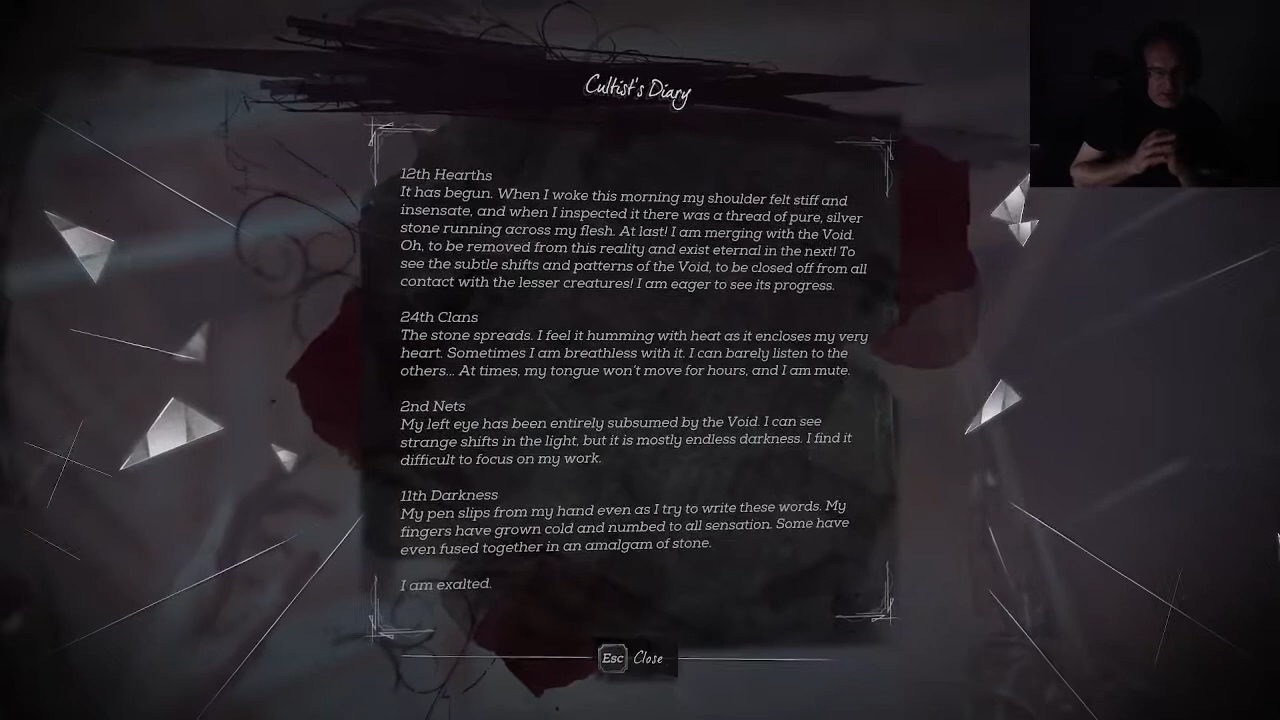 Cultist's Diary
12th Hearths
It has begun. When I woke this morning my shoulder felt stiff and
insensate, and when I inspected it there was a thread of pure, silver
stone running across my flesh. At last! I am merging with the Void.
Oh, to be removed from this reality and exist eternal in the next! To
see the subtle shifts and patterns of the Void, to be closed off from all
contact with the lesser creatures! I am eager to see its progress.
24th Clans
The stone spreads. I feel it humming with heat as it encloses my very
heart. Sometimes I am breathless with it. I can barely listen to the
others... At times, my tongue won't move for hours, and I am mute.
2nd Nets
My left eye has been entirely subsumed by the Void. I can see
strange shifts in the light, but it is mostly endless darkness. I find it
difficult to focus on my work.
11th Darkness
My pen slips from my hand even as I try to write these words. My
fingers have grown cold and numbed to all sensation. Some have
even fused together in an amalgam of stone.
I am exalted.
Esc Close